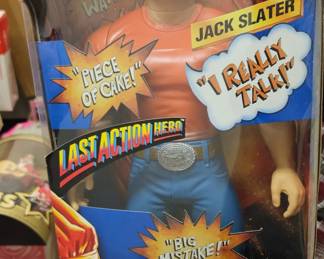 JACK SLATER
"PIECE
OF CAKE!"
"I REALLY
TALK!"
LAST ACTION HERO
"BIG
MISTAKE!"